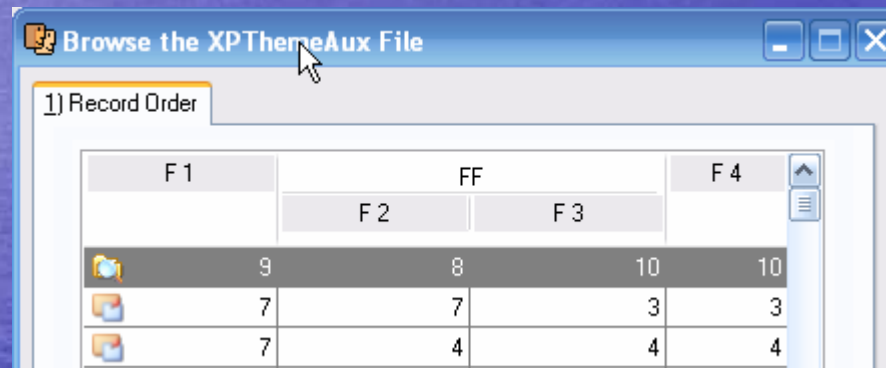 Browse the XPThemeAux File
1) Record Order
F 1 FF F 4
F 2 F 3
9 8 10 10
7 7 3 3
7 4 4 4